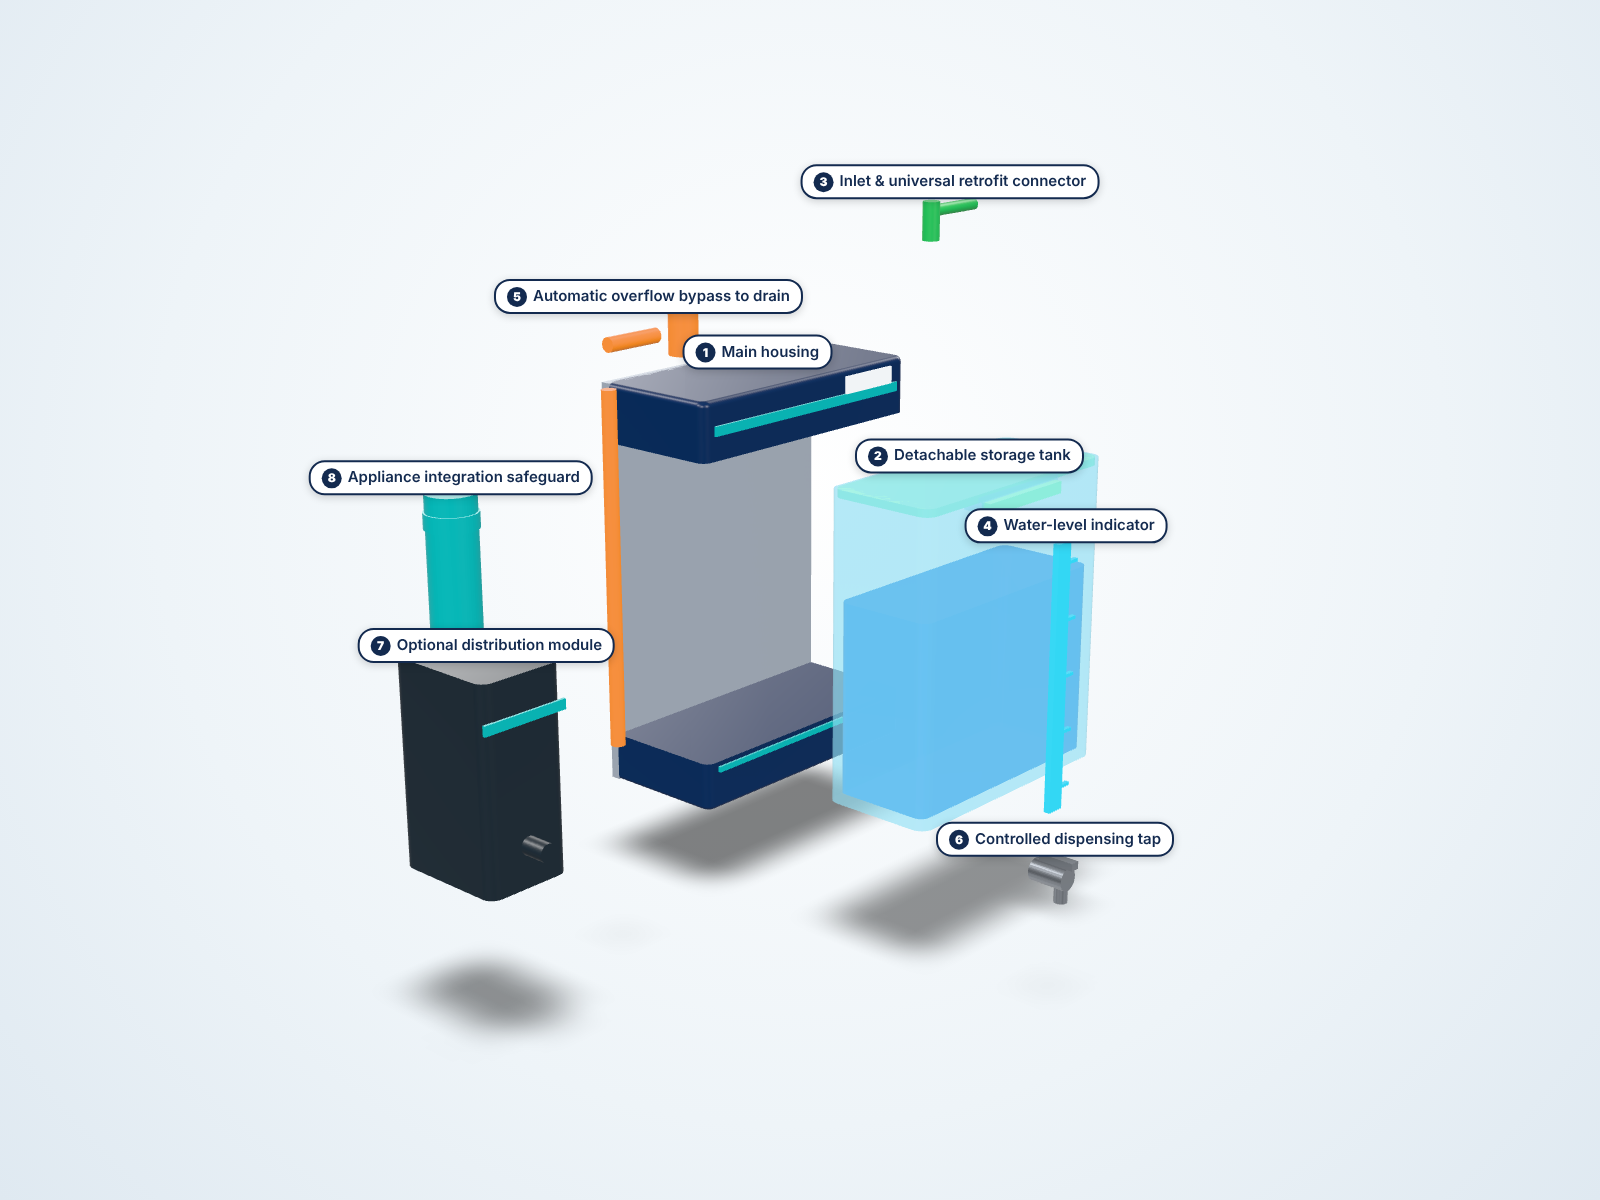 3 Inlet & universal retrofit connector
5 Automatic overflow bypass to drain
1 Main housing
2 Detachable storage tank
8 Appliance integration safeguard
4 Water-level indicator
7 Optional distribution module
6 Controlled dispensing tap